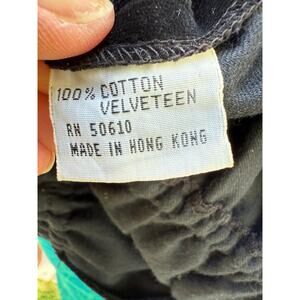 100% COTTON
VELVETEEN
RN 50610
MADE IN HONG KONG